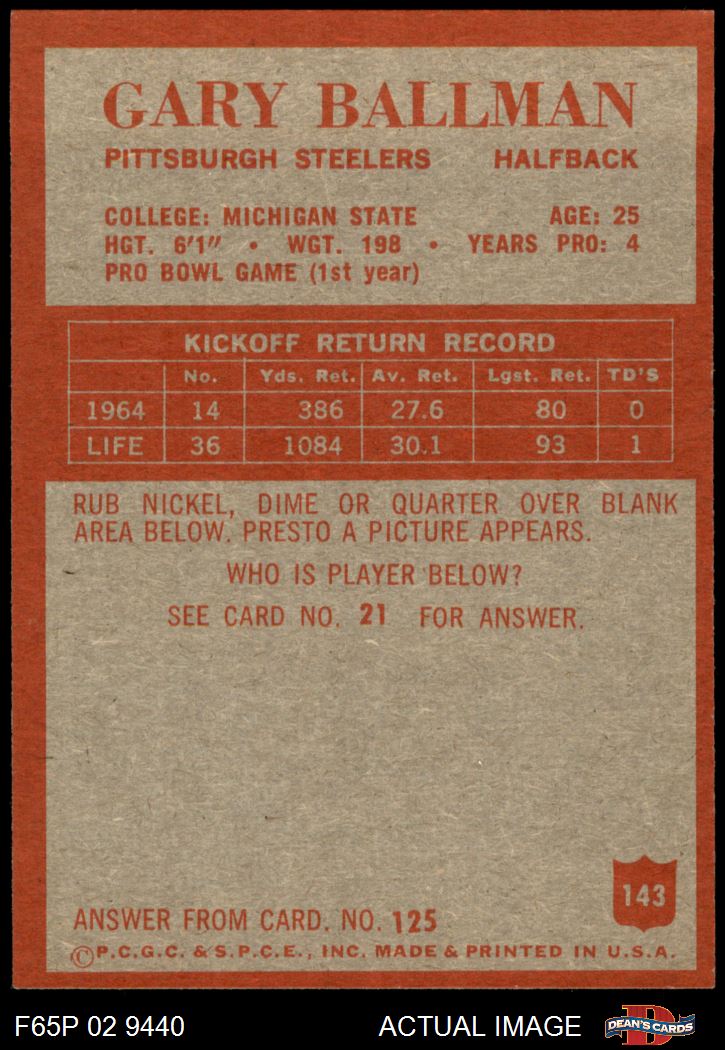 GARY BALLMAN
PITTSBURGH STEELERS HALFBACK
COLLEGE: MICHIGAN STATE AGE: 25
HGT. 6'1" • WGT. 198 • YEARS PRO: 4
PRO BOWL GAME (1st year)
KICKOFF RETURN RECORD
No. Yds. Ret. Av. Ret. Lgst. Ret. TD'S
1964 14 386 27.6 80 0
LIFE 36 1084 30.1 93 1
RUB NICKEL, DIME OR QUARTER OVER BLANK
AREA BELOW. PRESTO A PICTURE APPEARS.
WHO IS PLAYER BELOW?
SEE CARD NO. 21 FOR ANSWER.
143
ANSWER FROM CARD. NO. 125
©P.C.G.C. & S.P.C.E., INC. MADE & PRINTED IN U.S.A.
F65P 02 9440 ACTUAL IMAGE DEAN'S CARDS